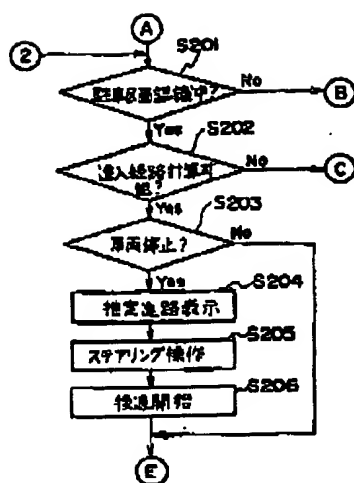 A
2
S201
駐車区画認識中?
No
B
Yes
S202
進入経路計算可
能?
No
C
Yes
S203
車両停止?
No
Yes
S204
推定進路表示
S205
ステアリング操作
S206
後退開始
E